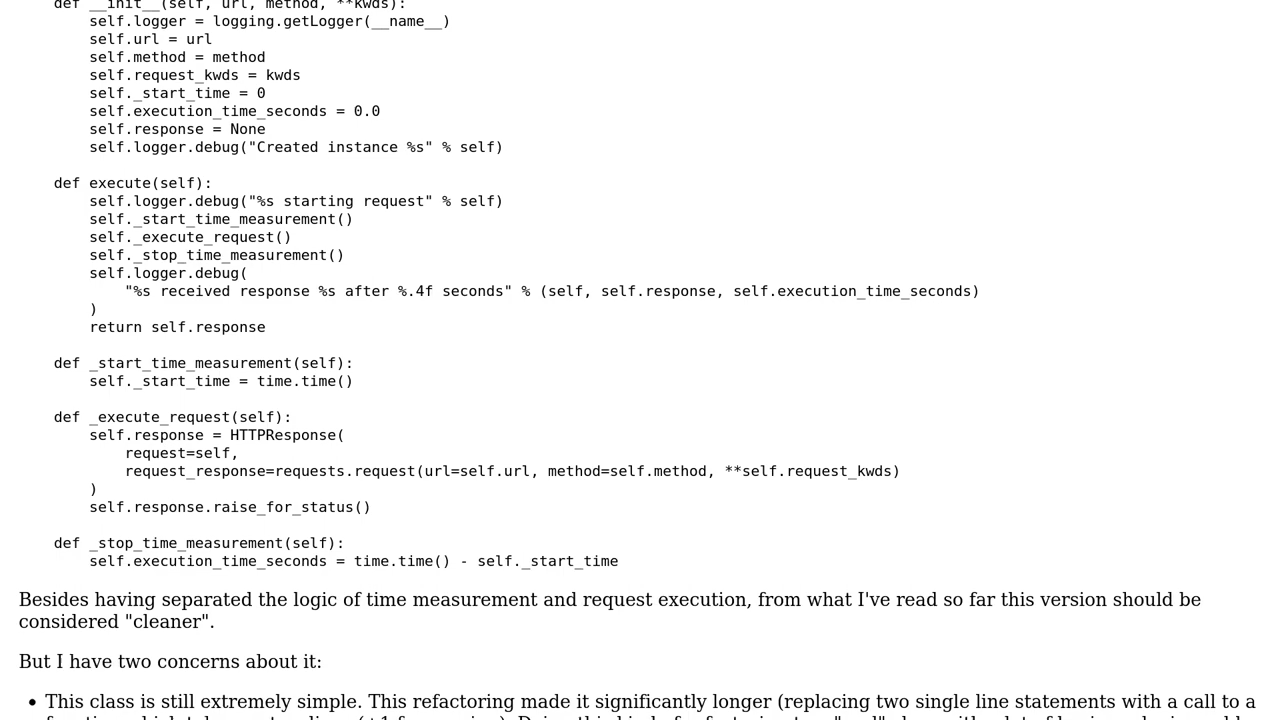 def __init__(self, url, method, **kwds):
self.logger = logging.getLogger(__name__)
self.url = url
self.method = method
self.request_kwds = kwds
self._start_time = 0
self.execution_time_seconds = 0.0
self.response = None
self.logger.debug("Created instance %s" % self)
def execute(self):
self.logger.debug("%s starting request" % self)
self._start_time_measurement()
self._execute_request()
self._stop_time_measurement()
self.logger.debug(
"%s received response %s after %.4f seconds" % (self, self.response, self.execution_time_seconds)
)
return self.response
def _start_time_measurement(self):
self._start_time = time.time()
def _execute_request(self):
self.response = HTTPResponse(
request=self,
request_response=requests.request(url=self.url, method=self.method, **self.request_kwds)
)
self.response.raise_for_status()
def _stop_time_measurement(self):
self.execution_time_seconds = time.time() - self._start_time
Besides having separated the logic of time measurement and request execution, from what I've read so far this version should be
considered "cleaner".
But I have two concerns about it:
• This class is still extremely simple. This refactoring made it significantly longer (replacing two single line statements with a call to a